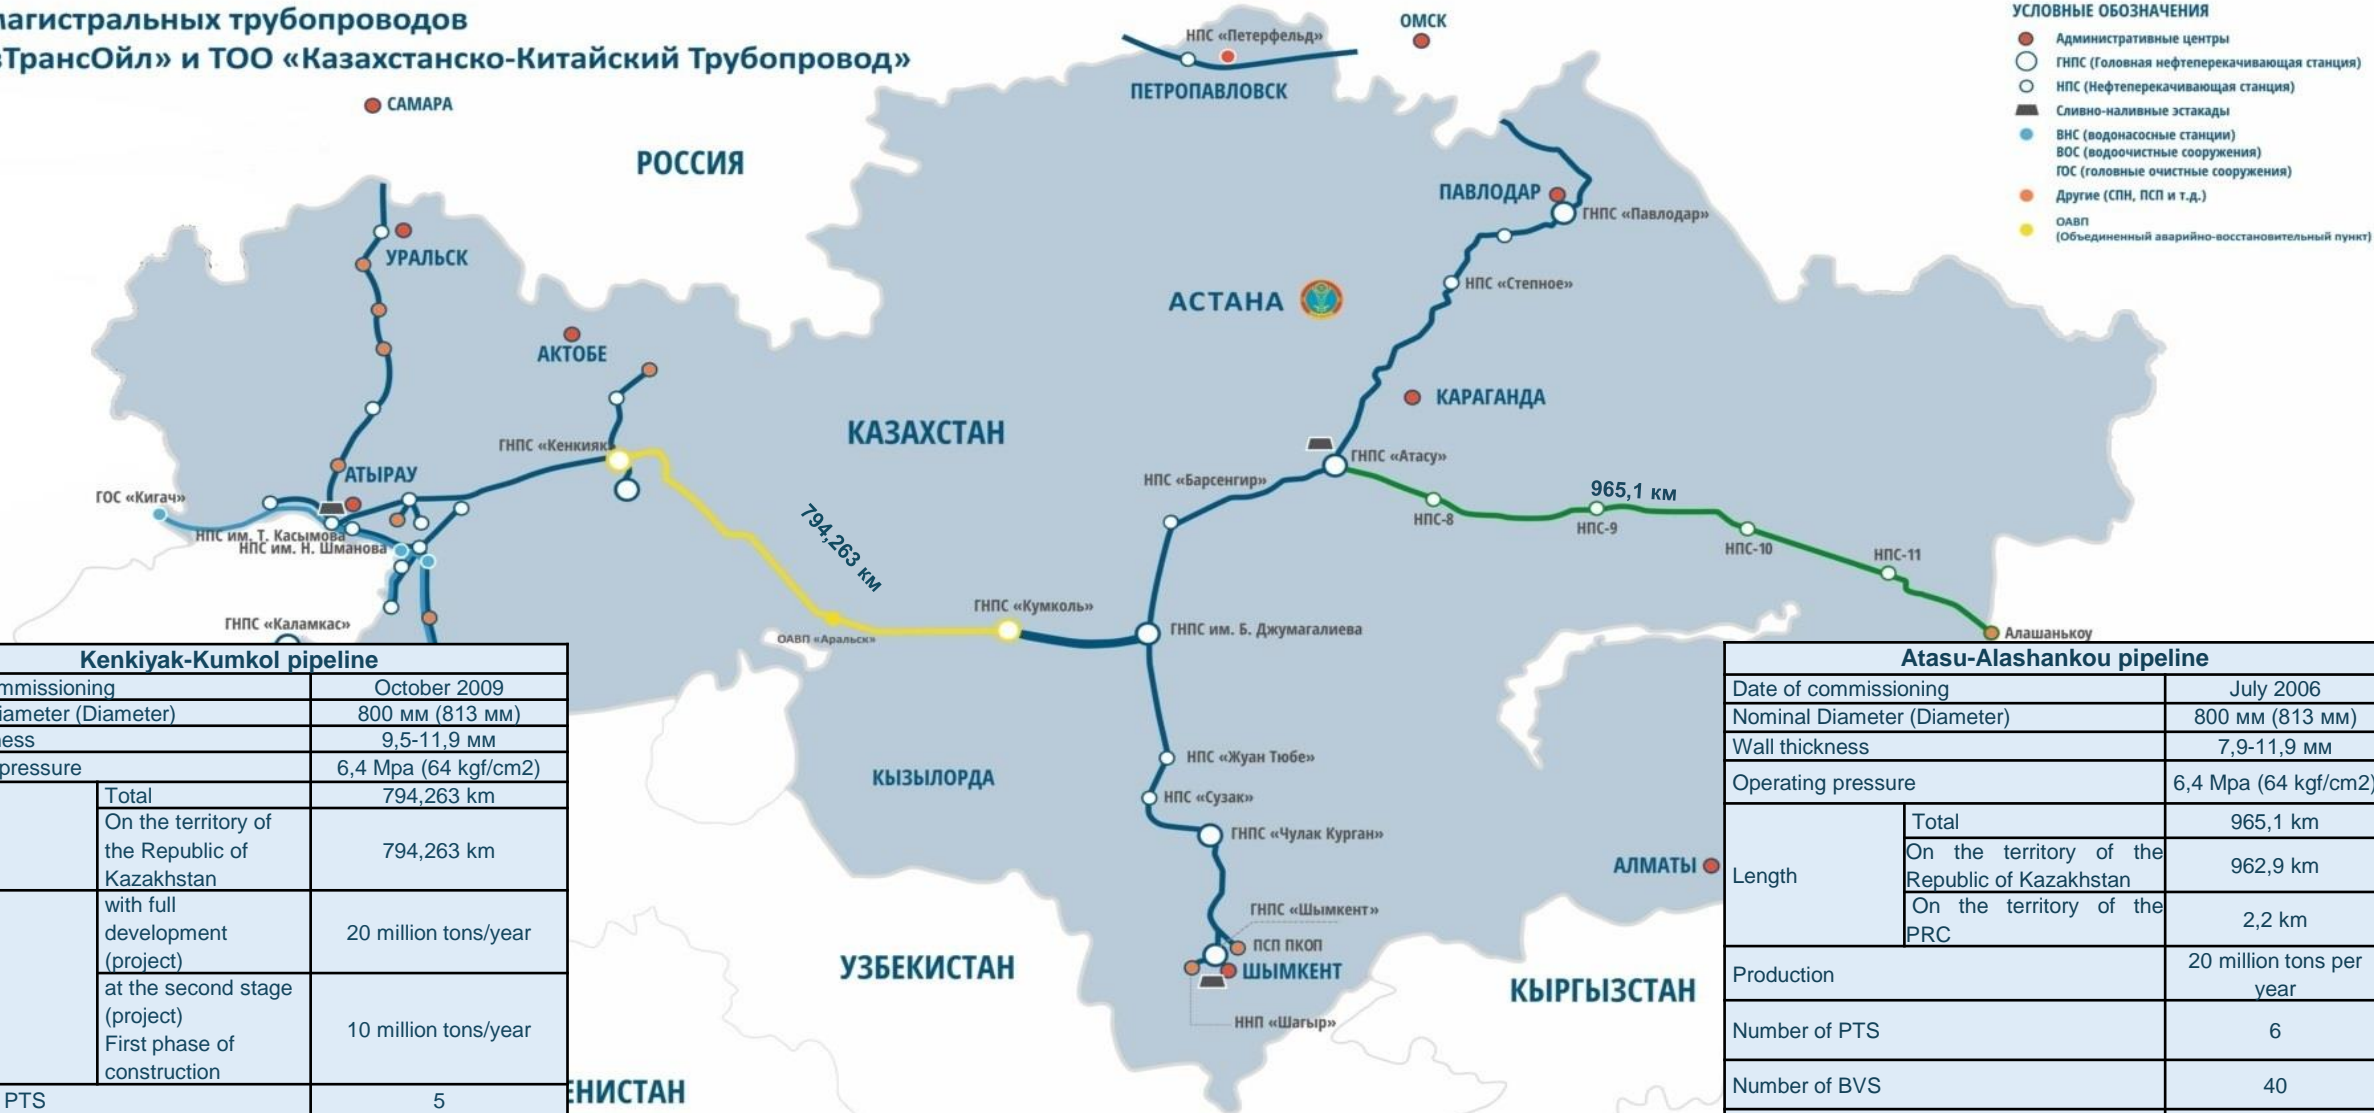 магистральных трубопроводов
ТрансОйл» и ТОО «Казахстанско-Китайский Трубопровод»
УСЛОВНЫЕ ОБОЗНАЧЕНИЯ
Административные центры
ГНПС (Головная нефтеперекачивающая станция)
НПС (Нефтеперекачивающая станция)
Сливно-наливные эстакады
ВНС (водонасосные станции)
ВОС (водоочистные сооружения)
ГОС (головные очистные сооружения)
Другие (СПН, ПСП и т.д.)
ОАВП
(Объединенный аварийно-восстановительный пункт)
ОМСК
НПС «Петерфельд»
ПЕТРОПАВЛОВСК
САМАРА
РОССИЯ
ПАВЛОДАР
ГНПС «Павлодар»
УРАЛЬСК
НПС «Степное»
АСТАНА
АКТОБЕ
КАРАГАНДА
КАЗАХСТАН
ГНПС «Кенкияк
ГНПС «Атасу»
АТЫРАУ
НПС «Барсенгир»
ГОС «Кигач»
965,1 км
НПС-8
НПС-9
НПС-10
НПС-11
794,263 км
НПС им. Т. Касымова
НПС им. Н. Шманова
ГНПС «Кумколь»
ГНПС «Каламкас»
ОАВП «Аральск»
ГНПС им. Б. Джумагалиева
Алашанькоу
НПС «Жуан Тюбе»
КЫЗЫЛОРДА
НПС «Сузак»
ГНПС «Чулак Курган»
АЛМАТЫ
ГНПС «Шымкент»
ПСП ПКОП
УЗБЕКИСТАН
ШЫМКЕНТ
КЫРГЫЗСТАН
ННП «Шагыр»
ЕНИСТАН
Kenkiyak-Kumkol pipeline
mmissioning October 2009
iameter (Diameter) 800 мм (813 мм)
ness 9,5-11,9 мм
pressure 6,4 Mpa (64 kgf/cm2)
Total 794,263 km
On the territory of
the Republic of 794,263 km
Kazakhstan
with full
development 20 million tons/year
(project)
at the second stage
(project)
First phase of 10 million tons/year
construction
PTS 5
Atasu-Alashankou pipeline
Date of commissioning July 2006
Nominal Diameter (Diameter) 800 мм (813 мм)
Wall thickness 7,9-11,9 мм
Operating pressure 6,4 Mpa (64 kgf/cm2)
Length
Total 965,1 km
On the territory of the
Republic of Kazakhstan 962,9 km
On the territory of the
PRC 2,2 km
Production 20 million tons per
year
Number of PTS 6
Number of BVS 40